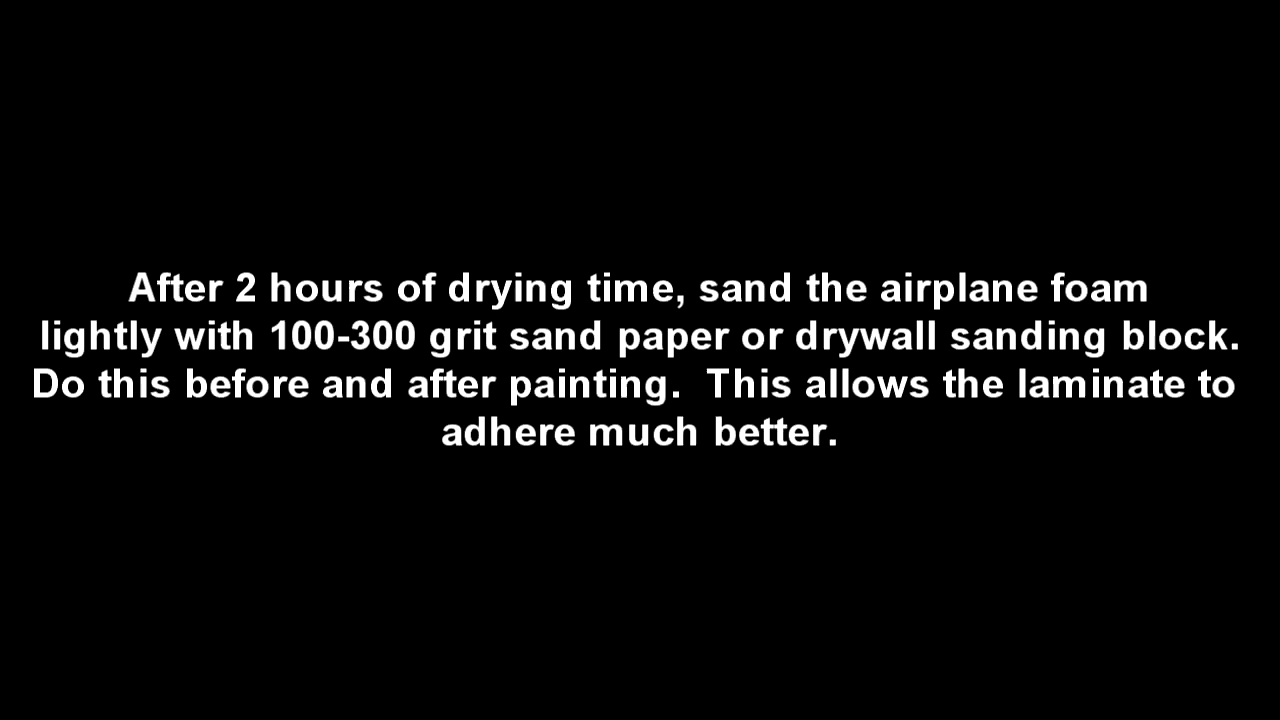 After 2 hours of drying time, sand the airplane foam
lightly with 100-300 grit sand paper or drywall sanding block.
Do this before and after painting.  This allows the laminate to
adhere much better.